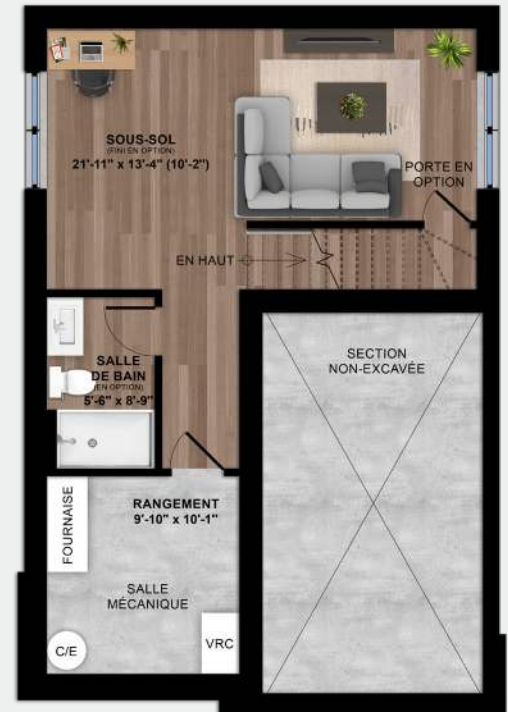 SOUS-SOL
(FINI EN OPTION)
21'-11" x 13'-4" (10'-2")
PORTE EN
OPTION
EN HAUT
SECTION
NON-EXCAVÉE
SALLE
DE BAIN
(EN OPTION)
5'-6" x 8'-9"
RANGEMENT
9'-10" x 10'-1"
FOURNAISE
SALLE
MÉCANIQUE
C/E
VRC